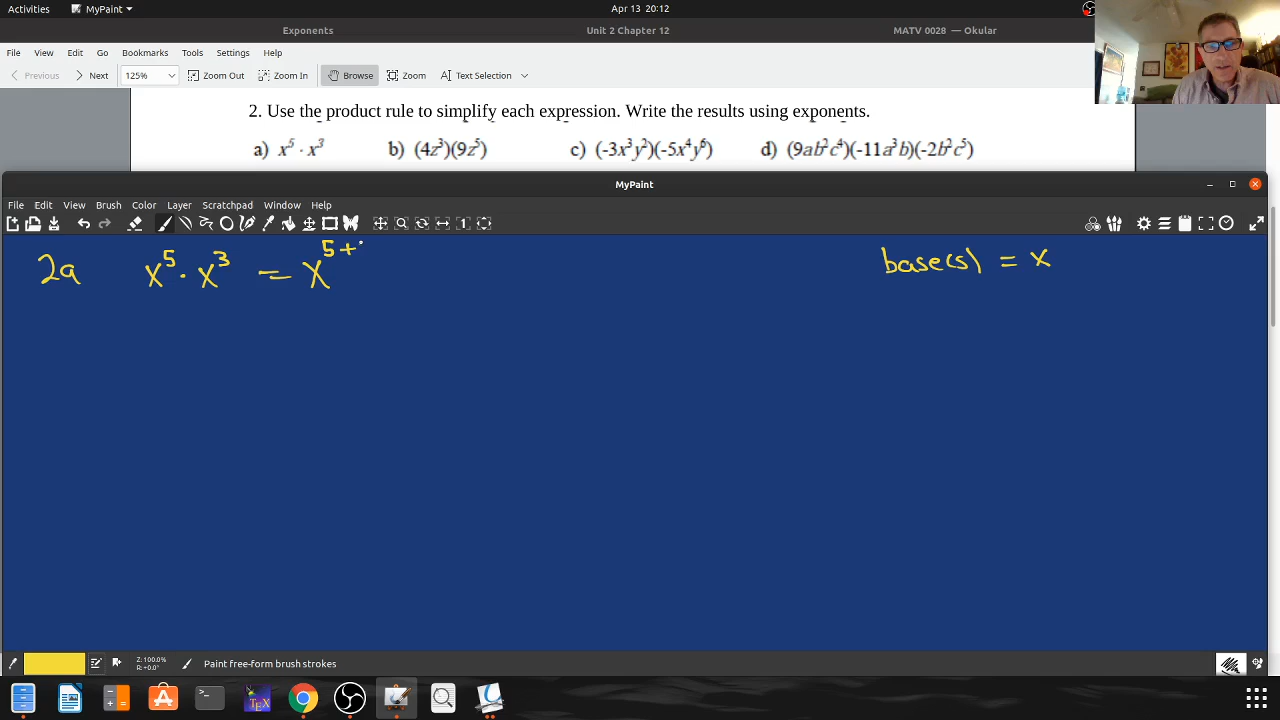 Activities MyPaint Apr 13 20:12
Exponents Unit 2 Chapter 12 MATV 0028 — Okular
File View Edit Go Bookmarks Tools Settings Help
Previous Next 125% Zoom Out Zoom In Browse Zoom Text Selection
2. Use the product rule to simplify each expression. Write the results using exponents.
a) x⁵ · x³ b) (4z³)(9z⁵) c) (-3x³y²)(-5x⁴y⁶) d) (9ab²c⁴)(-11a³b)(-2b²c⁵)
MyPaint
File Edit View Brush Color Layer Scratchpad Window Help
2a x⁵ · x³ = x⁵⁺ base(s) = x
Z: 100.0%
R: +0.0°
Paint free-form brush strokes